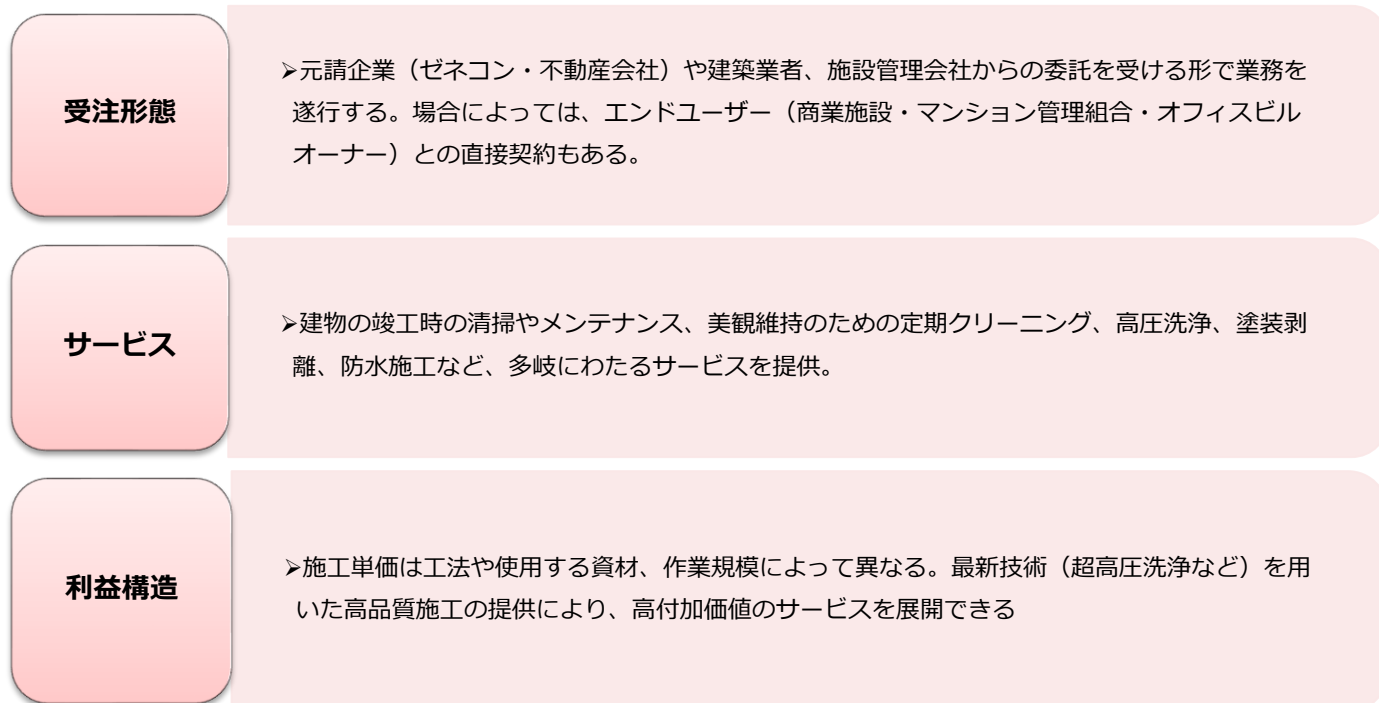 受注形態
➢元請企業（ゼネコン・不動産会社）や建築業者、施設管理会社からの委託を受ける形で業務を
遂行する。場合によっては、エンドユーザー（商業施設・マンション管理組合・オフィスビル
オーナー）との直接契約もある。
サービス
➢建物の竣工時の清掃やメンテナンス、美観維持のための定期クリーニング、高圧洗浄、塗装剥
離、防水施工など、多岐にわたるサービスを提供。
利益構造
➢施工単価は工法や使用する資材、作業規模によって異なる。最新技術（超高圧洗浄など）を用
いた高品質施工の提供により、高付加価値のサービスを展開できる